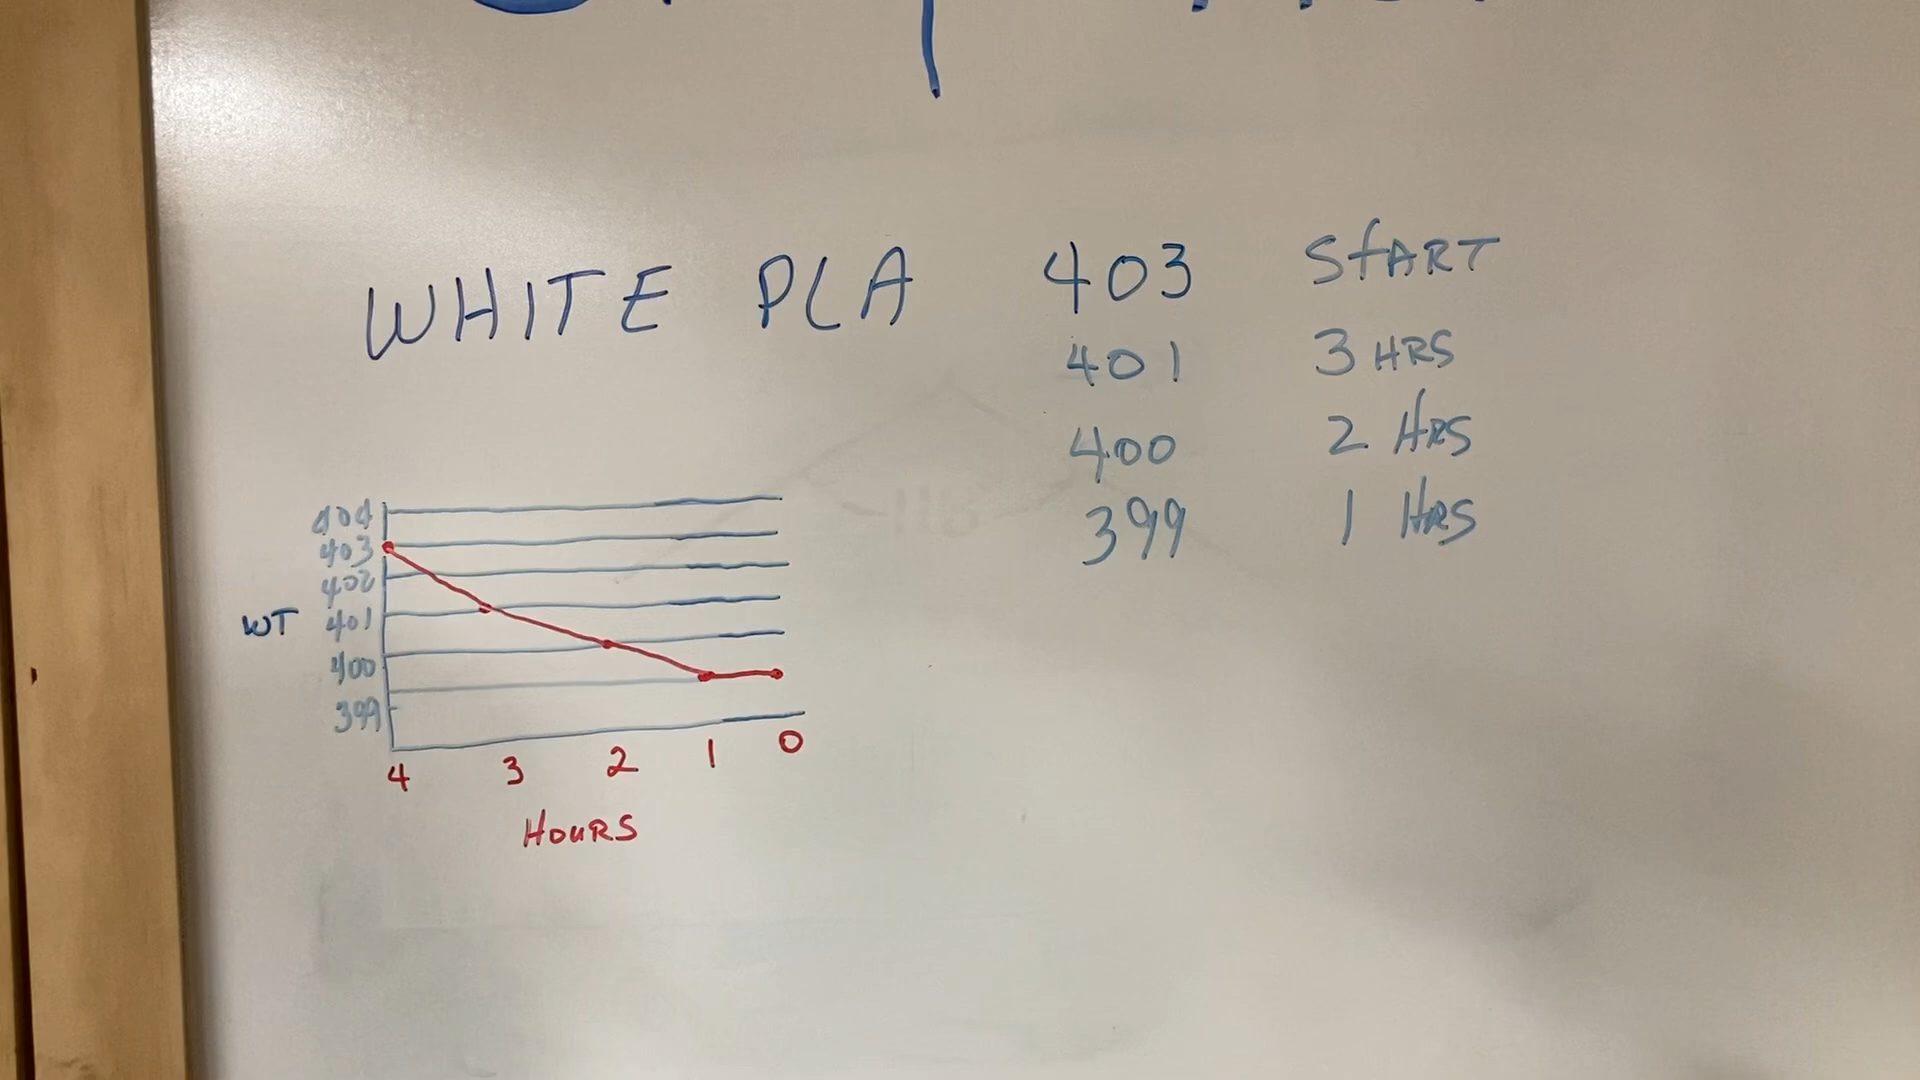 WHITE PLA 403 START
401 3 HRS
400 2 HRS
399 1 HRS
404
403
402
WT 401
400
399
4 3 2 1 0
HOURS